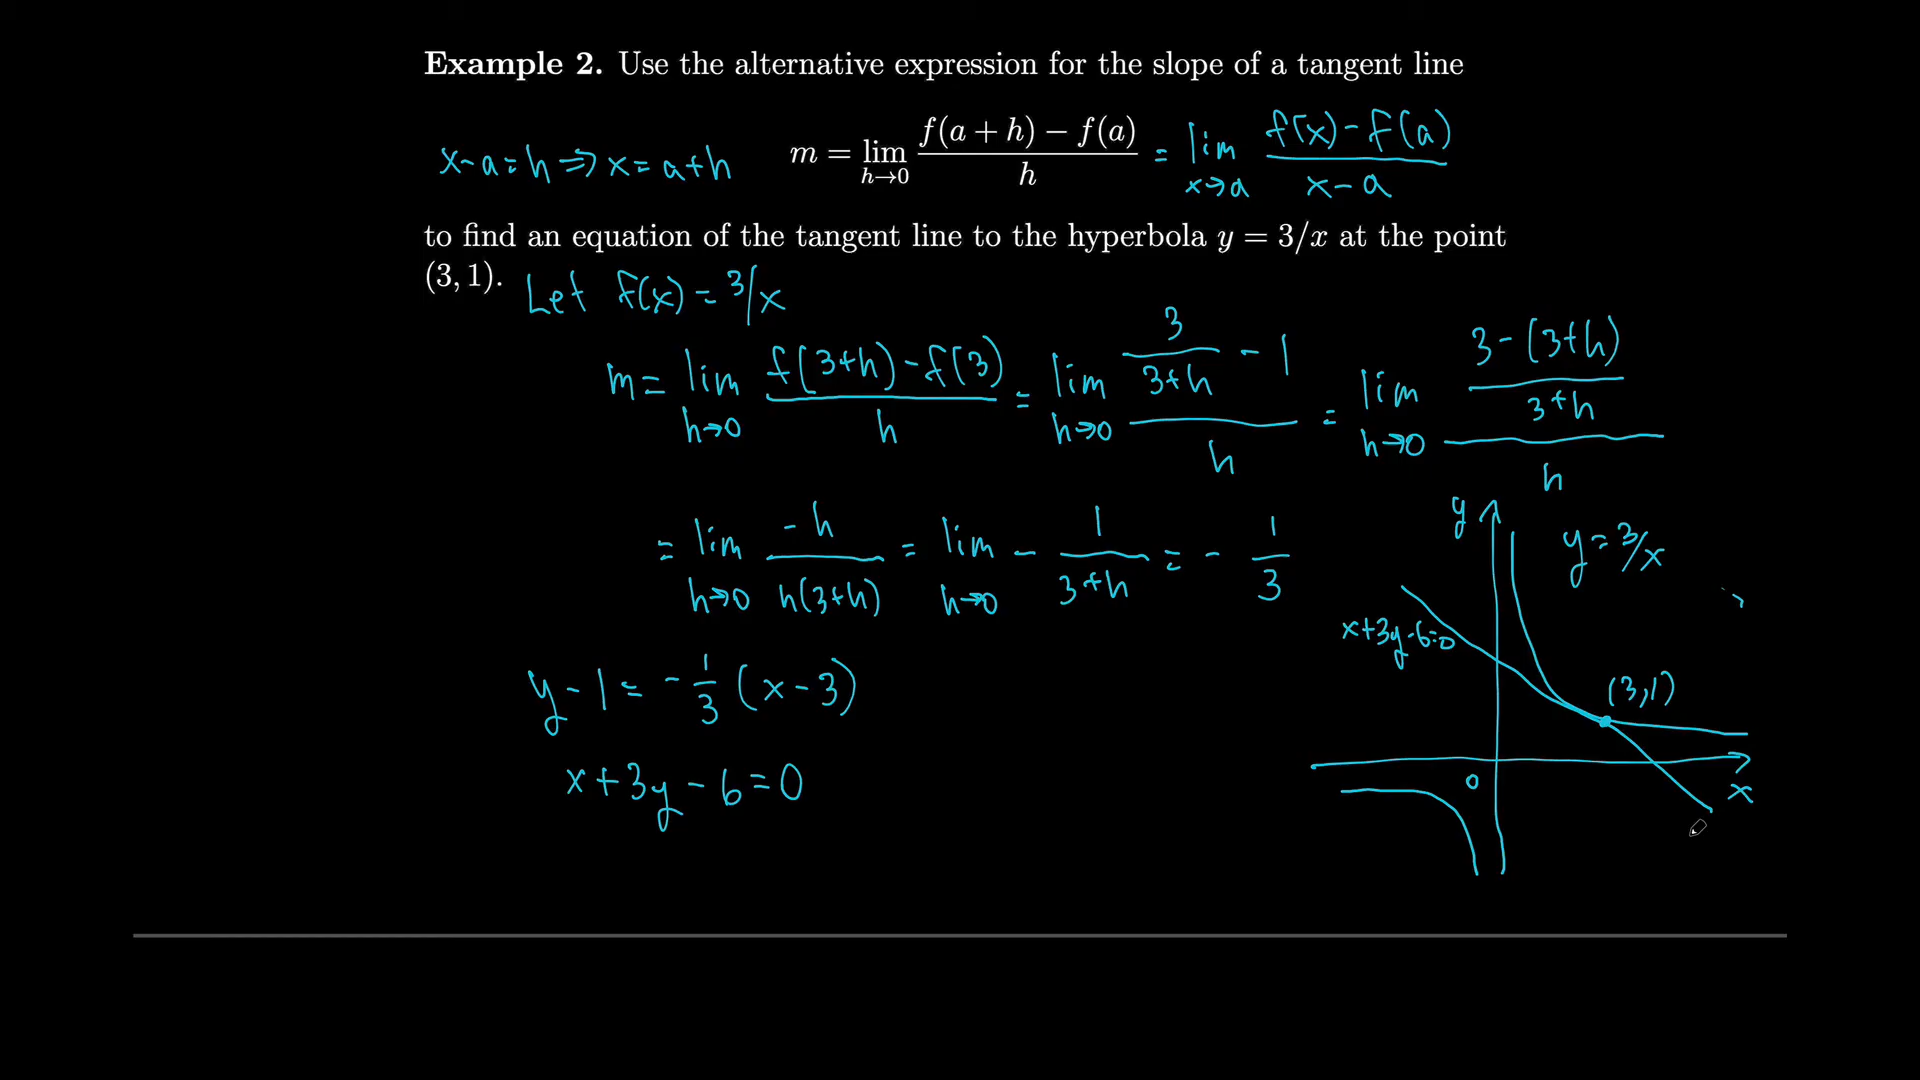 Example 2. Use the alternative expression for the slope of a tangent line
x-a=h ⇒ x=a+h m = lim_{h→0} (f(a + h) − f(a))/h = lim_{x→a} (f(x)-f(a))/(x-a)
to find an equation of the tangent line to the hyperbola y = 3/x at the point
(3, 1). Let f(x) = 3/x
m = lim_{h→0} (f(3+h)-f(3))/h = lim_{h→0} (3/(3+h) - 1)/h = lim_{h→0} ((3-(3+h))/(3+h))/h
= lim_{h→0} -h/(h(3+h)) = lim_{h→0} - 1/(3+h) = - 1/3
y - 1 = - 1/3 (x - 3)
x + 3y - 6 = 0
y
y = 3/x
x+3y-6=0
(3,1)
0
x